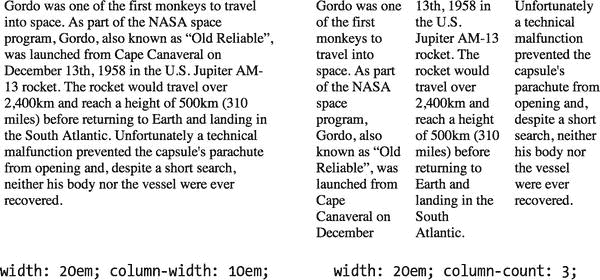 Gordo was one of the first monkeys to travel
into space. As part of the NASA space
program, Gordo, also known as “Old Reliable”,
was launched from Cape Canaveral on
December 13th, 1958 in the U.S. Jupiter AM-
13 rocket. The rocket would travel over
2,400km and reach a height of 500km (310
miles) before returning to Earth and landing in
the South Atlantic. Unfortunately a technical
malfunction prevented the capsule's parachute
from opening and, despite a short search,
neither his body nor the vessel were ever
recovered.
width: 20em; column-width: 10em;
Gordo was one
of the first
monkeys to
travel into
space. As part
of the NASA
space
program,
Gordo, also
known as “Old
Reliable”, was
launched from
Cape
Canaveral on
December
13th, 1958 in
the U.S.
Jupiter AM-13
rocket. The
rocket would
travel over
2,400km and
reach a height
of 500km (310
miles) before
returning to
Earth and
landing in the
South
Atlantic.
Unfortunately
a technical
malfunction
prevented the
capsule's
parachute from
opening and,
despite a short
search, neither
his body nor
the vessel
were ever
recovered.
width: 20em; column-count: 3;